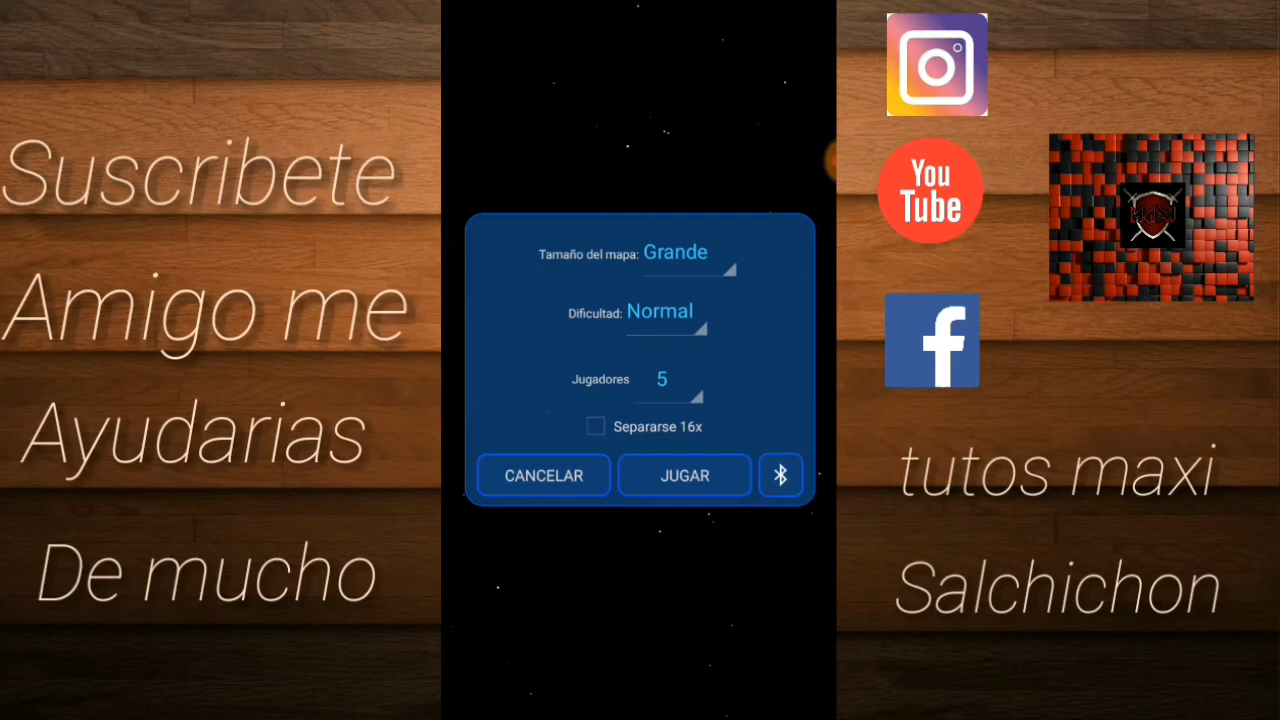 Suscribete
Amigo me
Ayudarias
De mucho
Tamaño del mapa: Grande
Dificultad: Normal
Jugadores 5
Separarse 16x
CANCELAR
JUGAR
You
Tube
tutos maxi
Salchichon